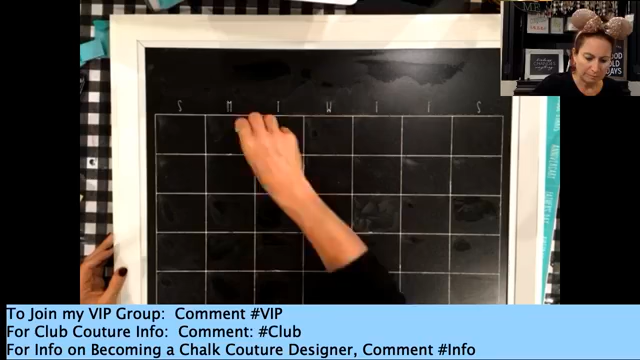 S M T W T F S
ANNIVERSARY
To Join my VIP Group:  Comment #VIP
For Club Couture Info:  Comment: #Club
For Info on Becoming a Chalk Couture Designer, Comment #Info